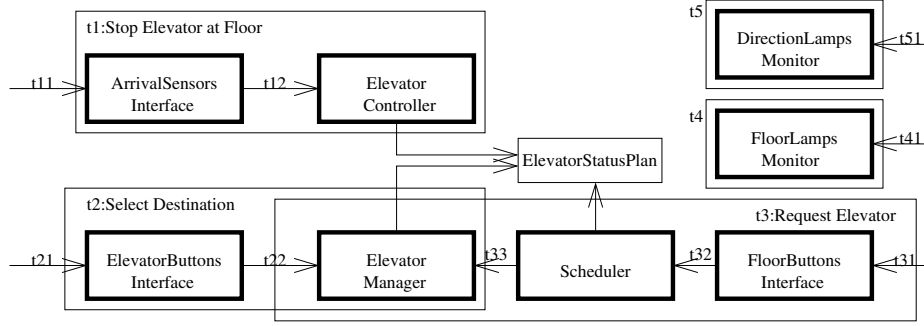 t1:Stop Elevator at Floor
t11
ArrivalSensors
Interface
t12
Elevator
Controller
t5
DirectionLamps
Monitor
t51
t4
FloorLamps
Monitor
t41
ElevatorStatusPlan
t2:Select Destination
t21
ElevatorButtons
Interface
t22
Elevator
Manager
t33
t3:Request Elevator
Scheduler
t32
FloorButtons
Interface
t31